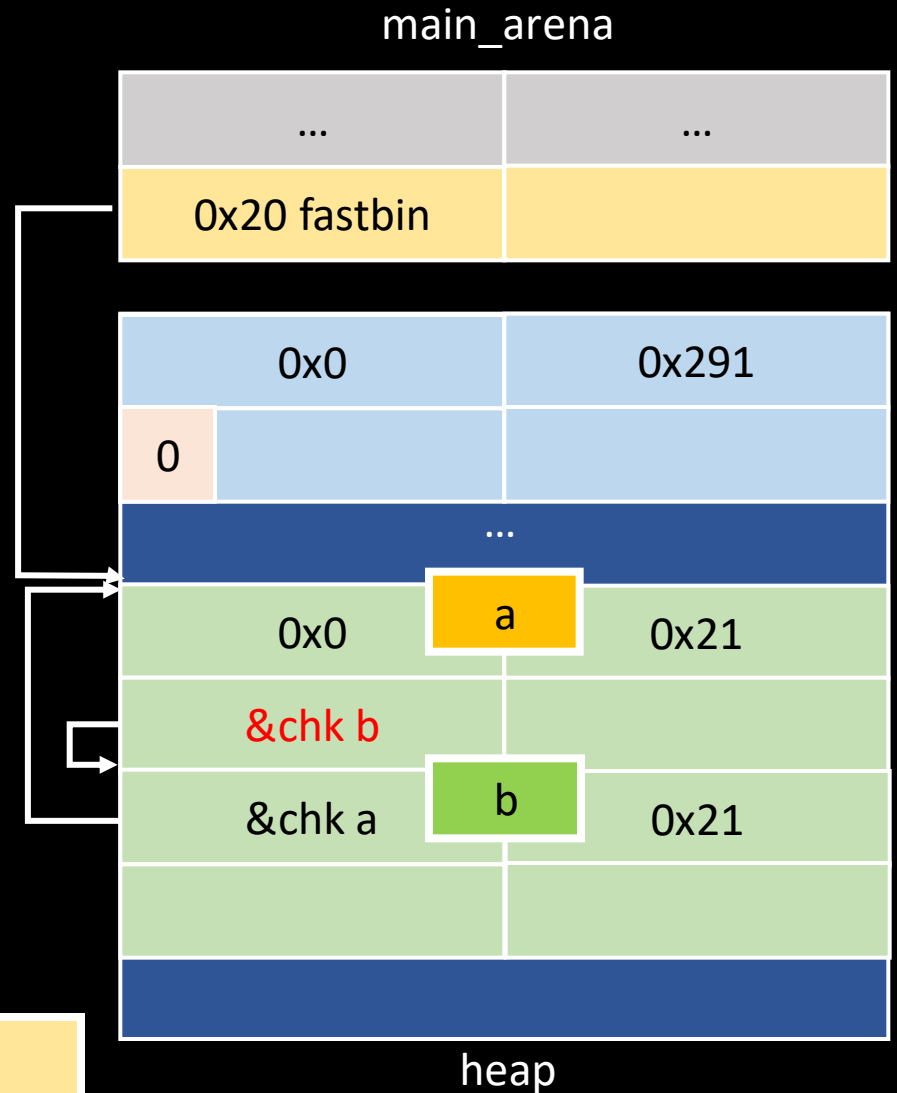 main_arena
... ...
0x20 fastbin
0x0 0x291
0
...
a
0x0 0x21
&chk b
b
&chk a 0x21
heap